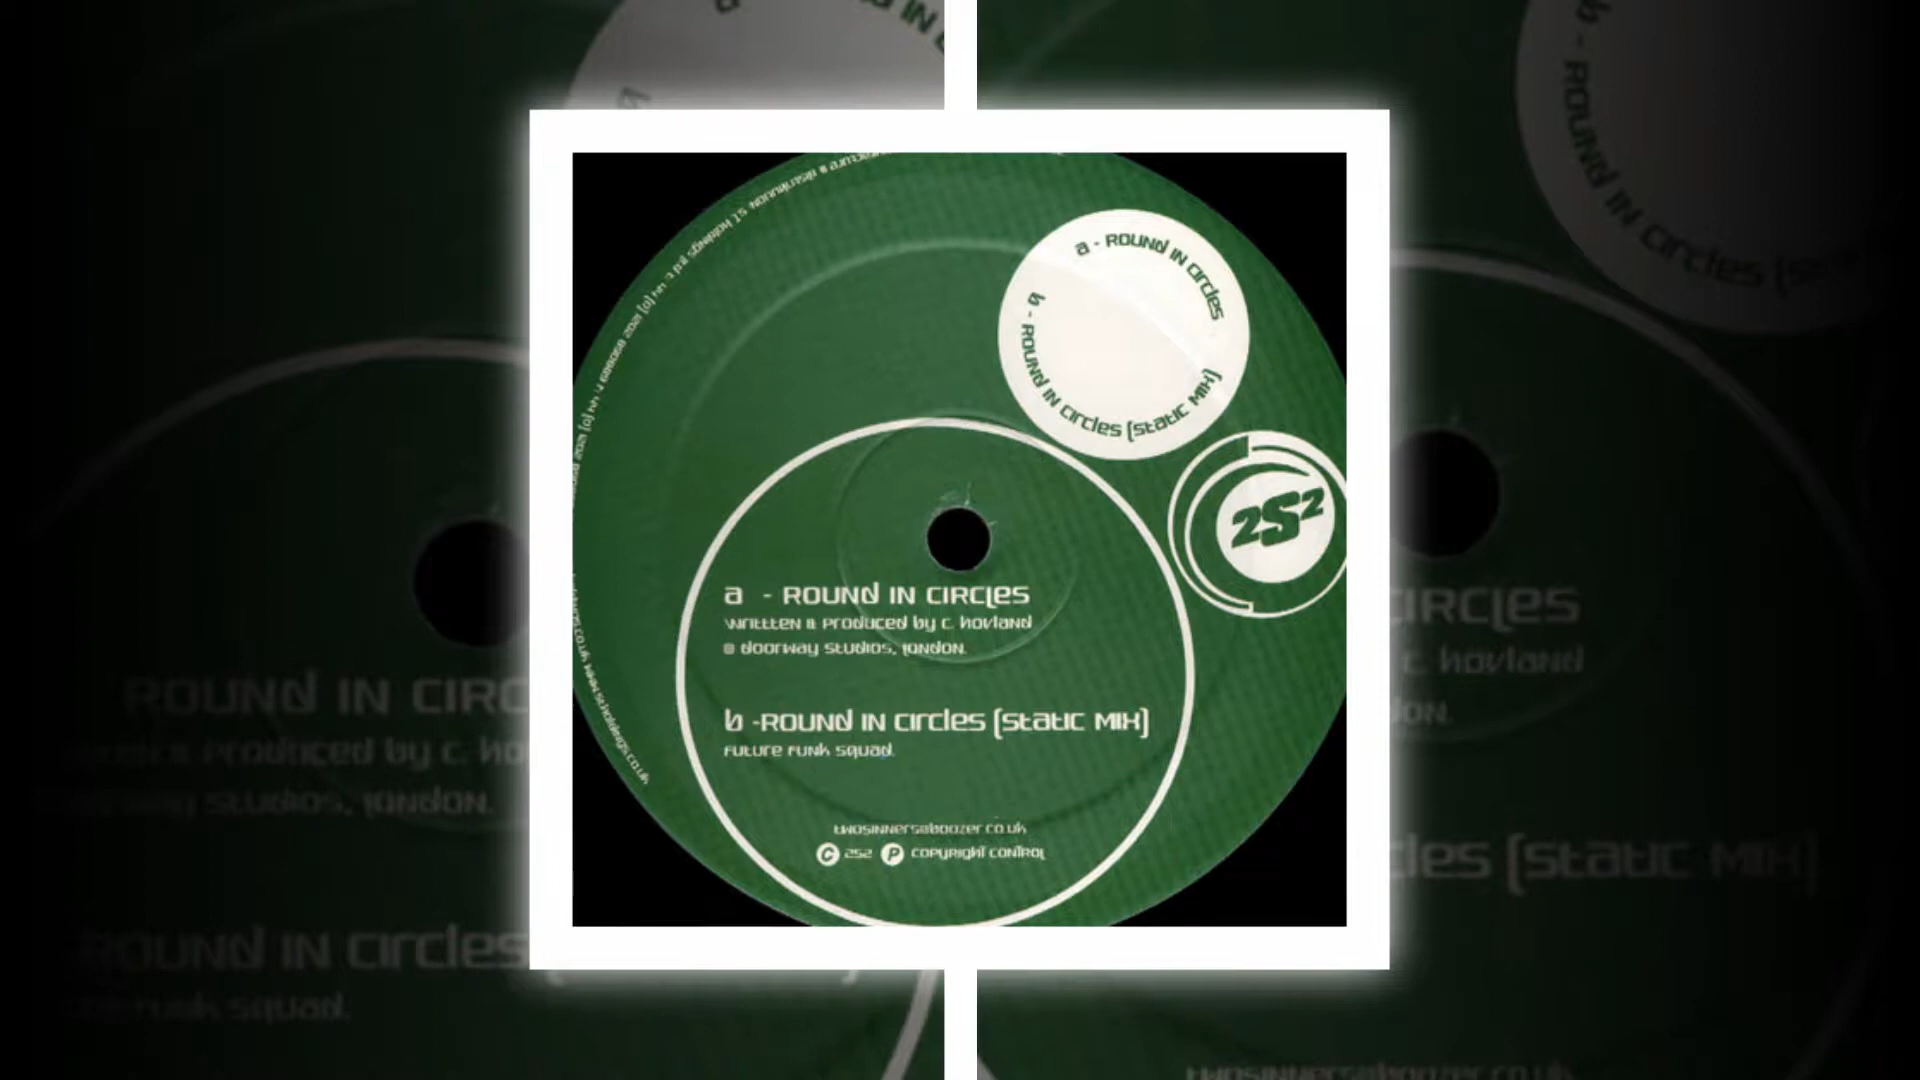 a - ROUND IN CIRCLES
b - ROUND IN CIRCLES (STATIC MIX)
2S2
a - ROUND IN CIRCLES
WRITTEN & PRODUCED by C. hovland
@ doorway STUDIOS, LONDON.
b -ROUND IN CIRCLES (STATIC MIX)
FUTURE FUNK SQUAD.
twosinnersaboozer.co.uk
C 2S2 P COPYRIGHT CONTROL